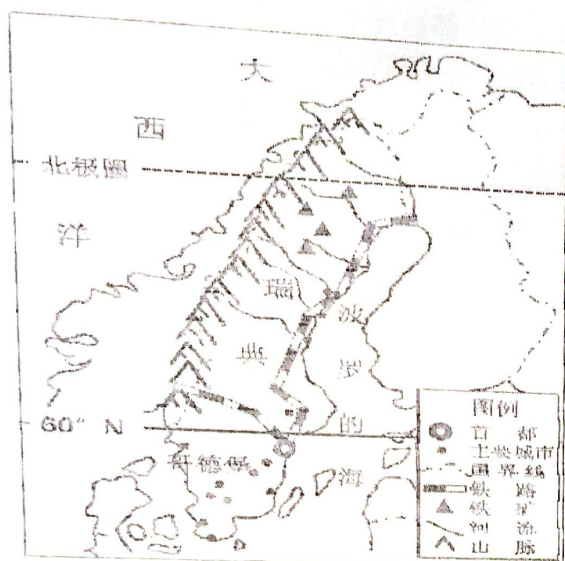 大
西
洋
北极圈
瑞
典
波
罗
的
海
60° N
哥德堡
图例
首都
主要城市
国界线
铁路
铁矿
河流
山脉